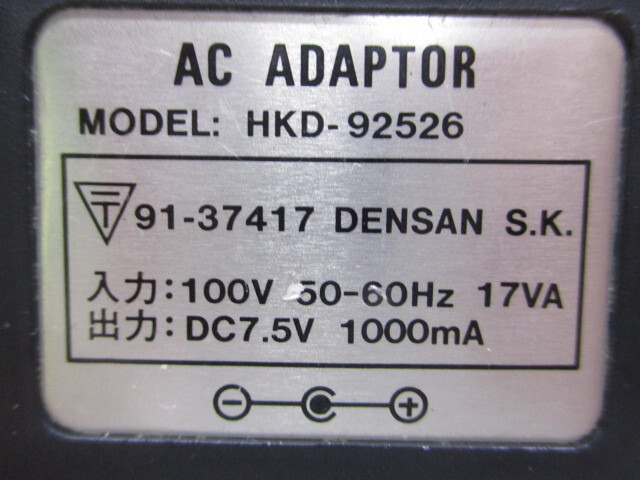 AC ADAPTOR
MODEL: HKD-92526
91-37417 DENSAN S.K.
入力:100V 50-60Hz 17VA
出力:DC7.5V 1000mA